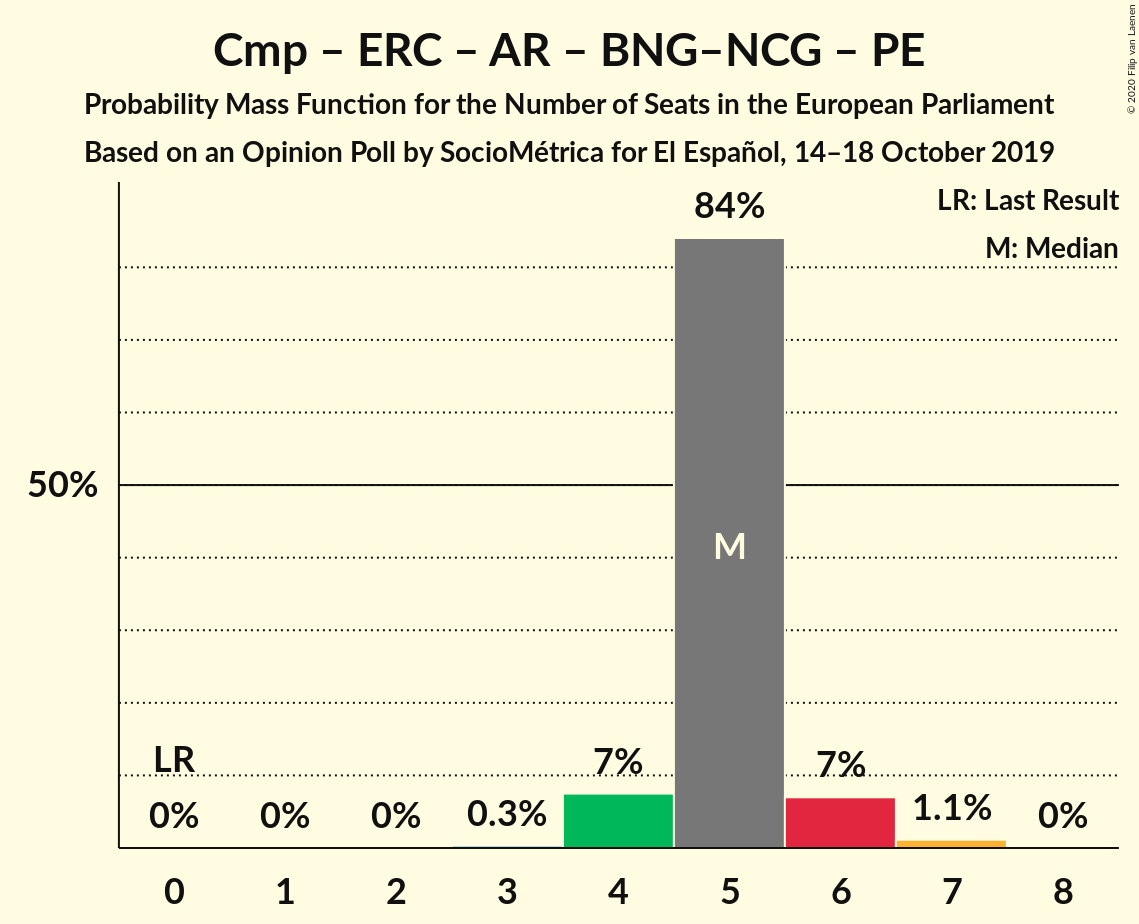 Cmp – ERC – AR – BNG–NCG – PE
Probability Mass Function for the Number of Seats in the European Parliament
Based on an Opinion Poll by SocioMétrica for El Español, 14–18 October 2019
© 2020 Filip van Laenen
LR: Last Result
M: Median
84%
50%
M
LR
0%
0%
0%
0.3%
7%
7%
1.1%
0%
0 1 2 3 4 5 6 7 8